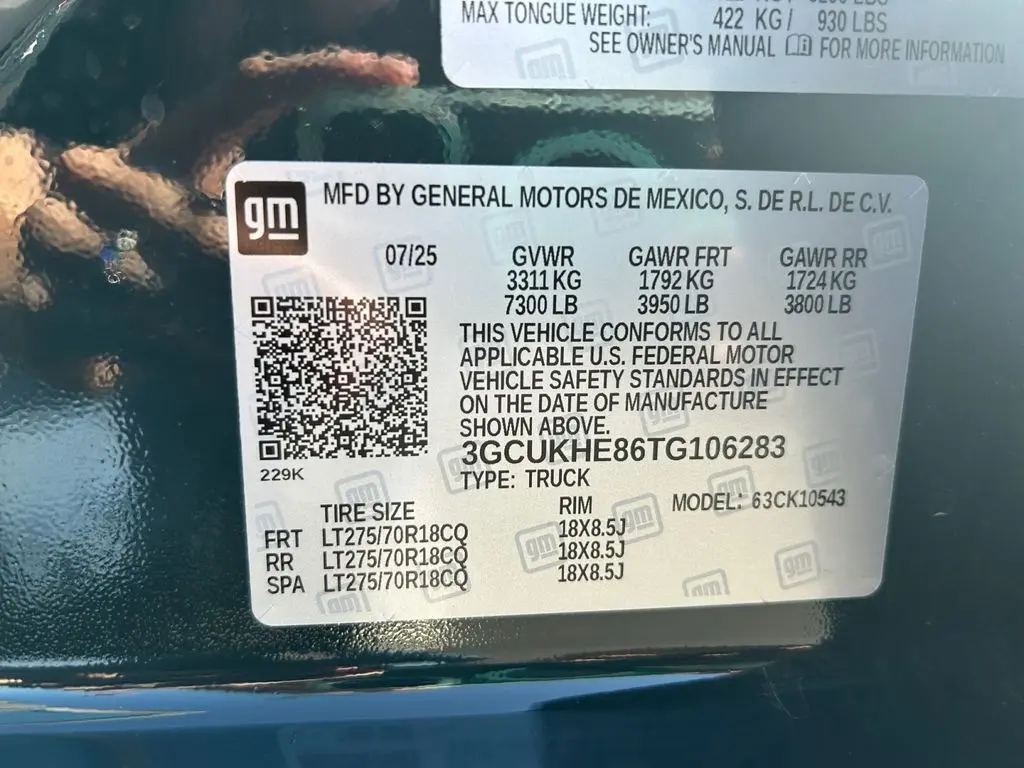 MAX TONGUE WEIGHT: 422 KG / 930 LBS
SEE OWNER'S MANUAL FOR MORE INFORMATION
gm MFD BY GENERAL MOTORS DE MEXICO, S. DE R.L. DE C.V.
07/25 GVWR GAWR FRT GAWR RR
3311 KG 1792 KG 1724 KG
7300 LB 3950 LB 3800 LB
THIS VEHICLE CONFORMS TO ALL
APPLICABLE U.S. FEDERAL MOTOR
VEHICLE SAFETY STANDARDS IN EFFECT
ON THE DATE OF MANUFACTURE
SHOWN ABOVE.
3GCUKHE86TG106283
229K
TYPE: TRUCK
TIRE SIZE RIM MODEL: 63CK10543
FRT LT275/70R18CQ 18X8.5J
RR LT275/70R18CQ 18X8.5J
SPA LT275/70R18CQ 18X8.5J